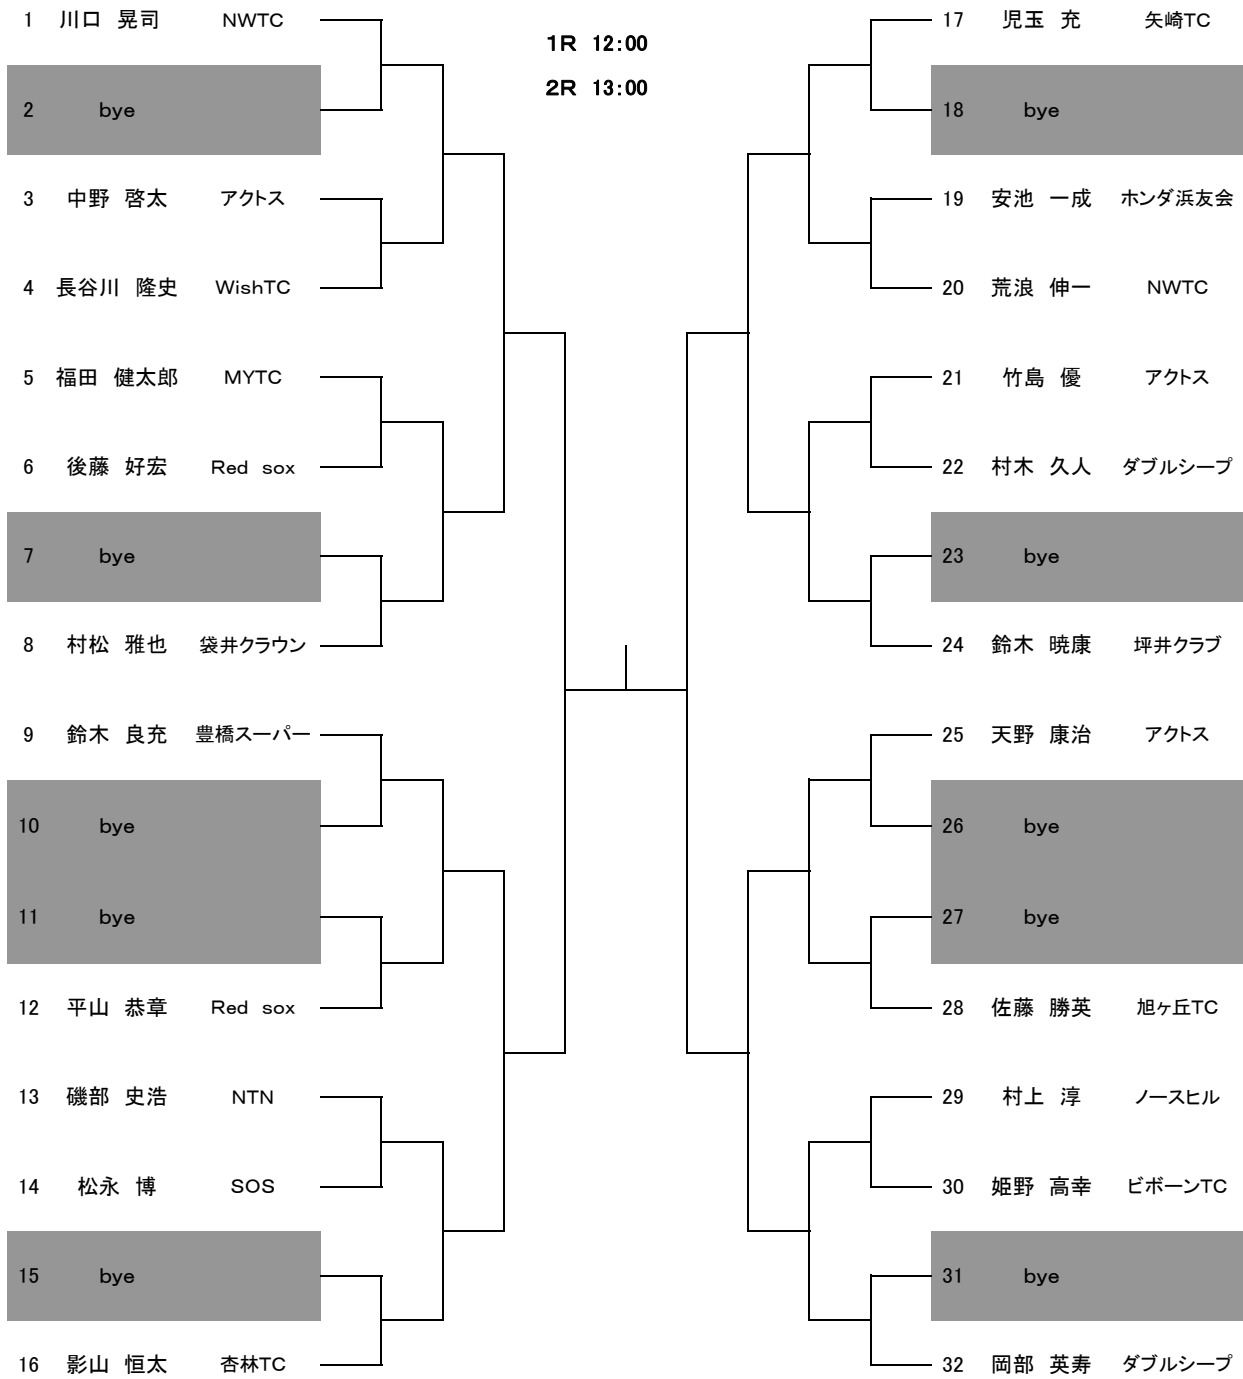 1R 12:00
2R 13:00
1 川口 晃司 NWTC
2 bye
3 中野 啓太 アクトス
4 長谷川 隆史 WishTC
5 福田 健太郎 MYTC
6 後藤 好宏 Red sox
7 bye
8 村松 雅也 袋井クラウン
9 鈴木 良充 豊橋スーパー
10 bye
11 bye
12 平山 恭章 Red sox
13 磯部 史浩 NTN
14 松永 博 SOS
15 bye
16 影山 恒太 杏林TC
17 児玉 充 矢崎TC
18 bye
19 安池 一成 ホンダ浜友会
20 荒浪 伸一 NWTC
21 竹島 優 アクトス
22 村木 久人 ダブルシープ
23 bye
24 鈴木 暁康 坪井クラブ
25 天野 康治 アクトス
26 bye
27 bye
28 佐藤 勝英 旭ヶ丘TC
29 村上 淳 ノースヒル
30 姫野 高幸 ビボーンTC
31 bye
32 岡部 英寿 ダブルシープ